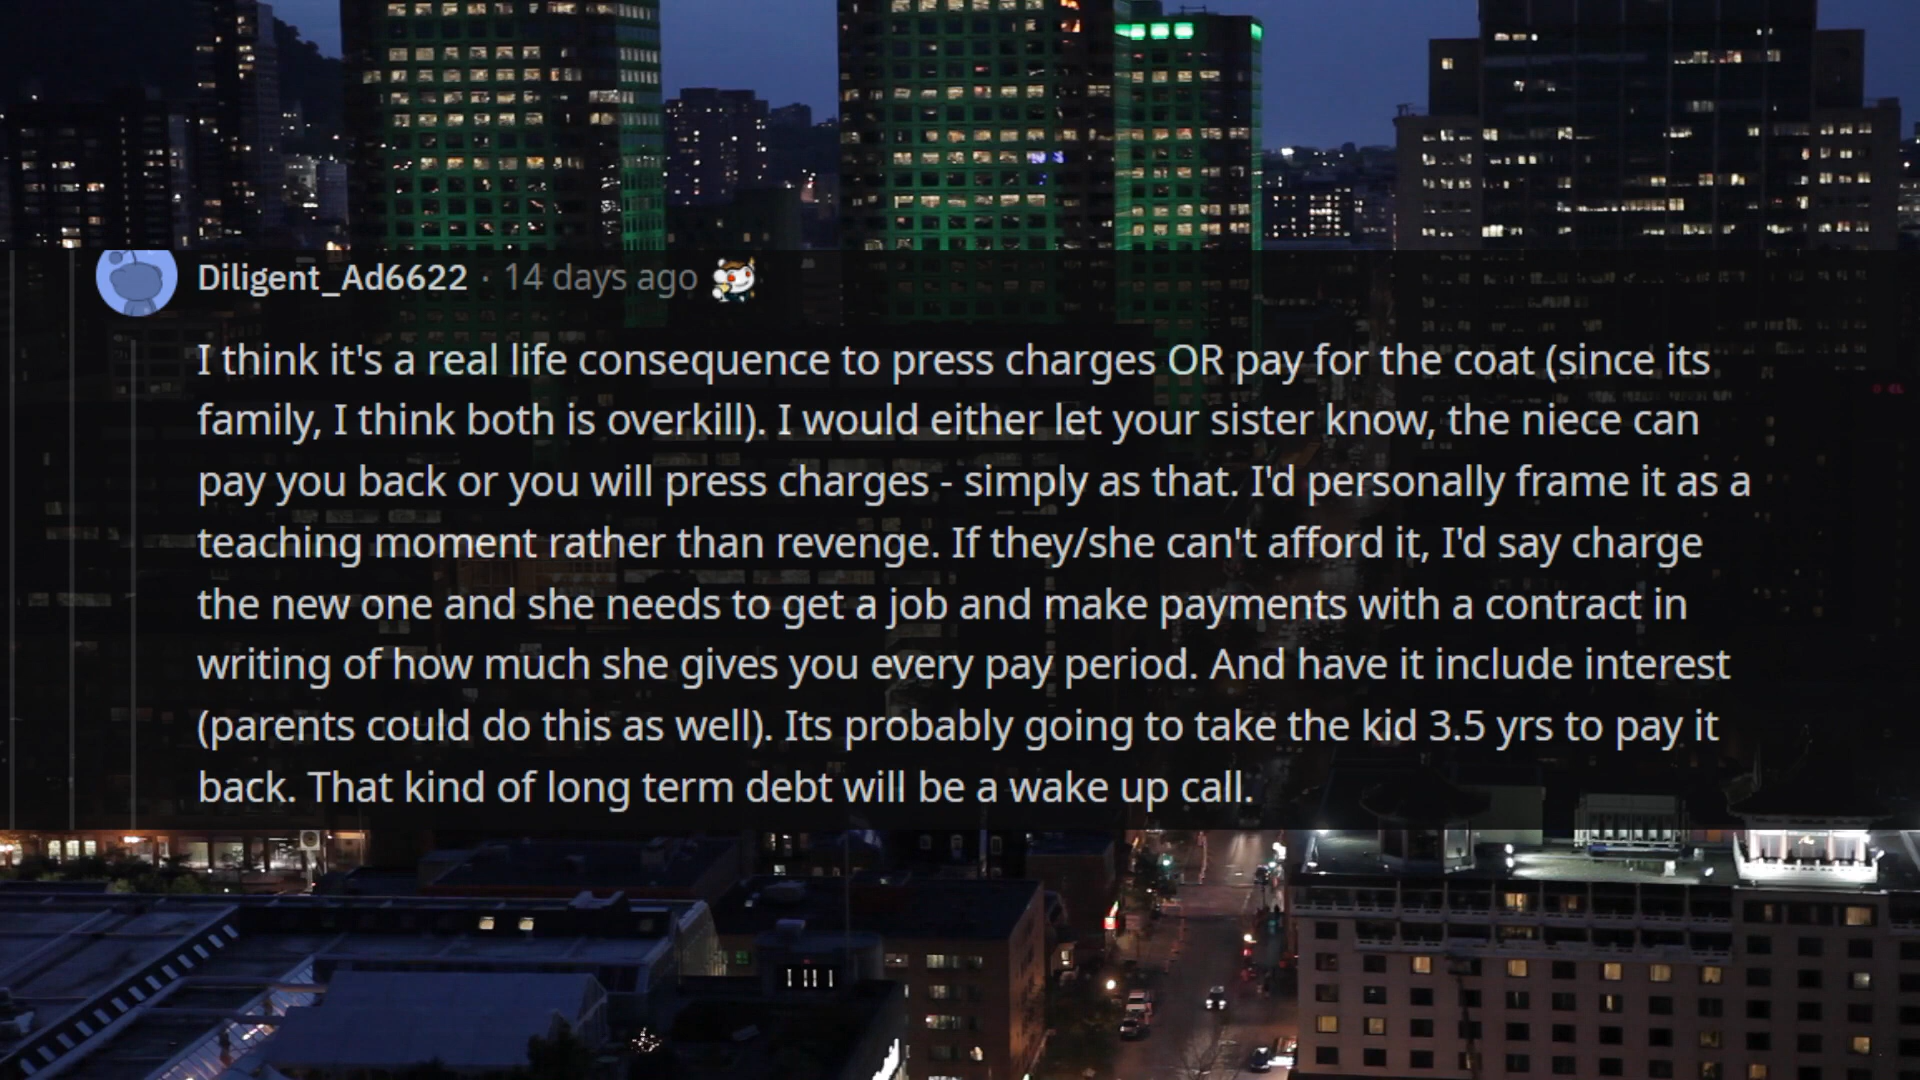 Diligent_Ad6622 · 14 days ago
I think it's a real life consequence to press charges OR pay for the coat (since its
family, I think both is overkill). I would either let your sister know, the niece can
pay you back or you will press charges - simply as that. I'd personally frame it as a
teaching moment rather than revenge. If they/she can't afford it, I'd say charge
the new one and she needs to get a job and make payments with a contract in
writing of how much she gives you every pay period. And have it include interest
(parents could do this as well). Its probably going to take the kid 3.5 yrs to pay it
back. That kind of long term debt will be a wake up call.